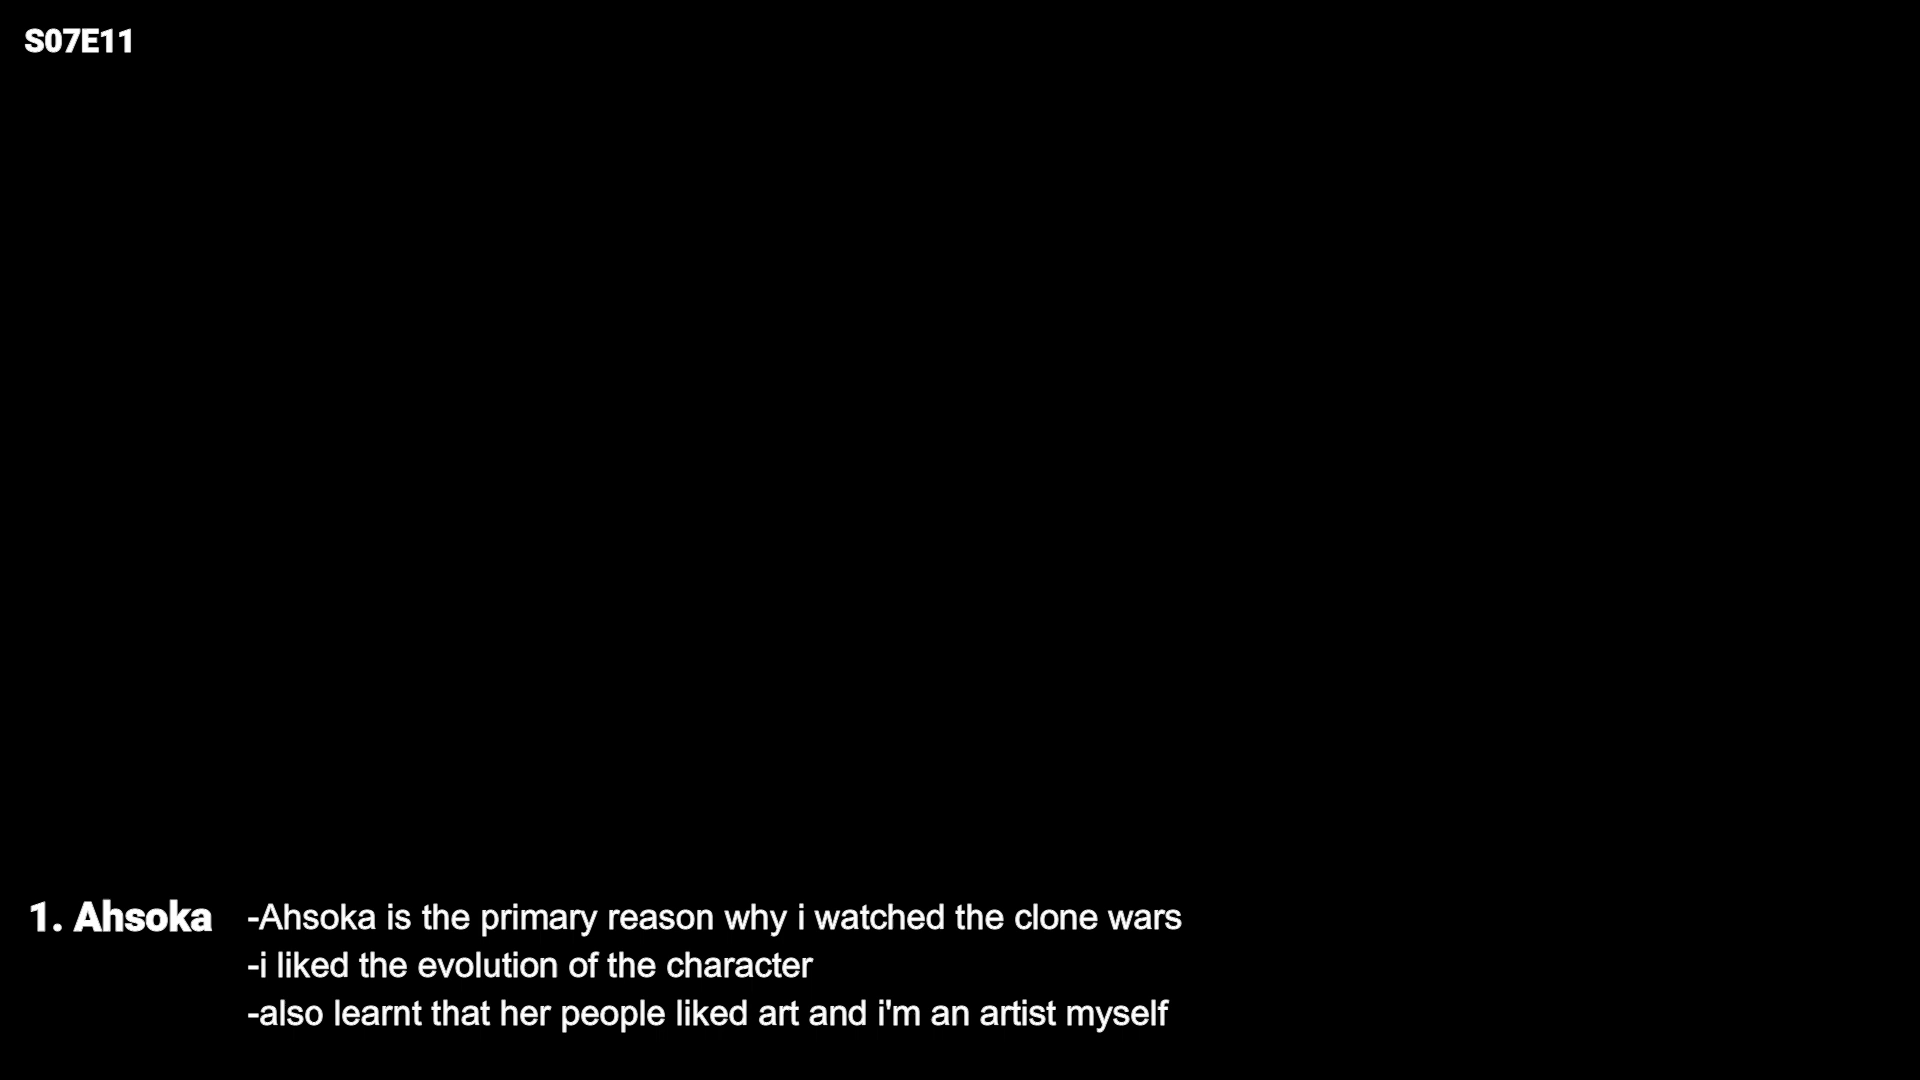 S07E11
1. Ahsoka -Ahsoka is the primary reason why i watched the clone wars
-i liked the evolution of the character
-also learnt that her people liked art and i'm an artist myself